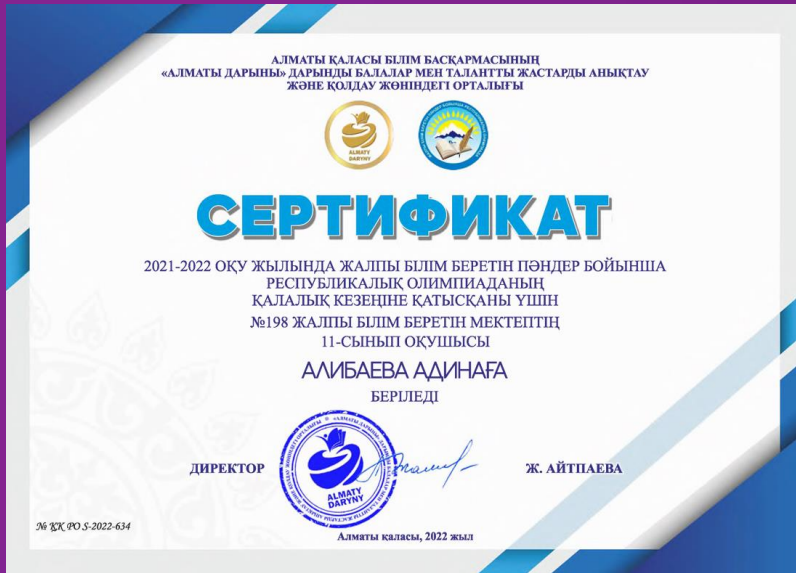 АЛМАТЫ ҚАЛАСЫ БІЛІМ БАСҚАРМАСЫНЫҢ
«АЛМАТЫ ДАРЫНЫ» ДАРЫНДЫ БАЛАЛАР МЕН ТАЛАНТТЫ ЖАСТАРДЫ АНЫҚТАУ
ЖӘНЕ ҚОЛДАУ ЖӨНІНДЕГІ ОРТАЛЫҒЫ
ALMATY
DARYNY
СЕРТИФИКАТ
2021-2022 ОҚУ ЖЫЛЫНДА ЖАЛПЫ БІЛІМ БЕРЕТІН ПӘНДЕР БОЙЫНША
РЕСПУБЛИКАЛЫҚ ОЛИМПИАДАНЫҢ
ҚАЛАЛЫҚ КЕЗЕҢІНЕ ҚАТЫСҚАНЫ ҮШІН
№198 ЖАЛПЫ БІЛІМ БЕРЕТІН МЕКТЕПТІҢ
11-СЫНЫП ОҚУШЫСЫ
АЛИБАЕВА АДИНАҒА
БЕРІЛЕДІ
ДИРЕКТОР
ALMATY
DARYNY
Ж. АЙТПАЕВА
№ ҚК РО S-2022-634
Алматы қаласы, 2022 жыл